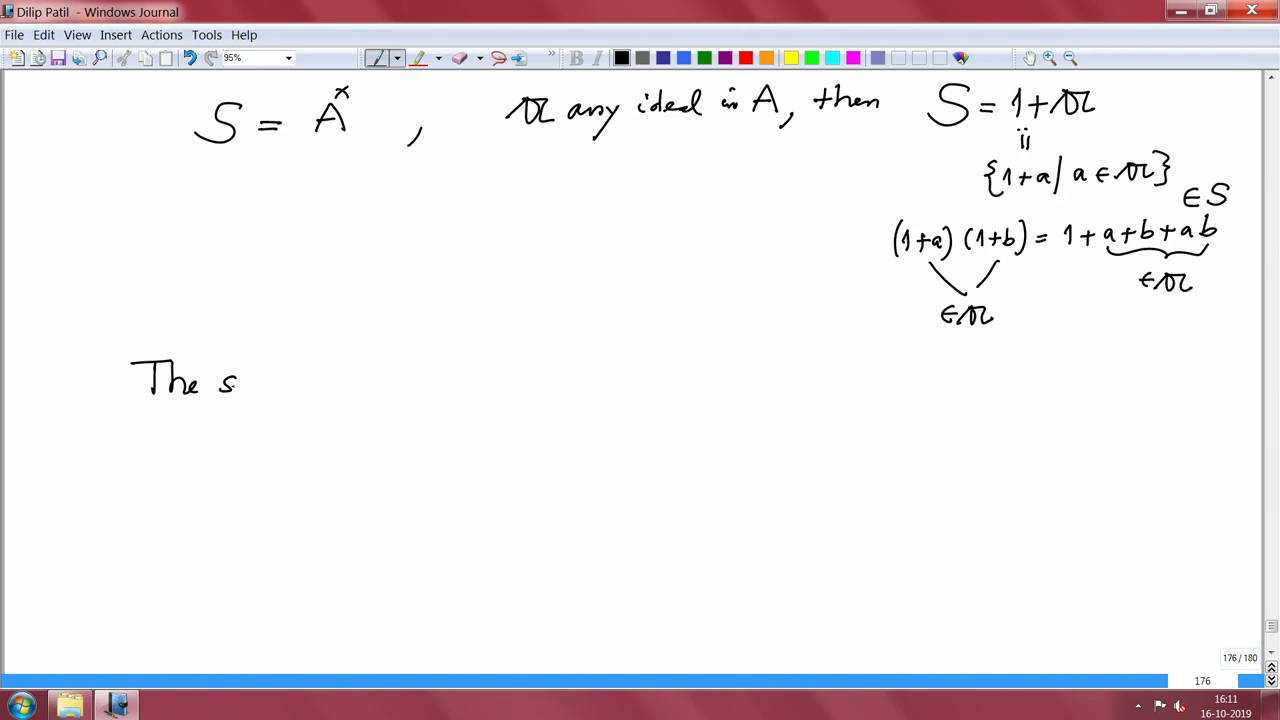 Dilip Patil - Windows Journal
File Edit View Insert Actions Tools Help
95%
S = A^× , 𝔞 any ideal in A, then S = 1+𝔞
{1+a | a ∈ 𝔞}
∈ S
(1+a) (1+b) = 1+a+b+ab
∈ 𝔞
∈ 𝔞
The s
176 / 180
176
16:11
16-10-2019